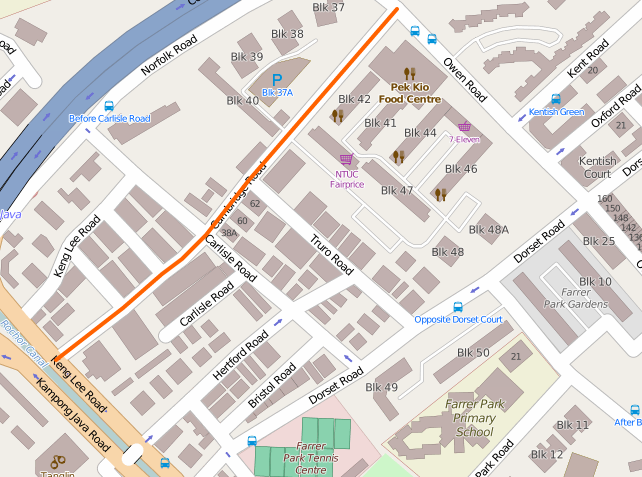 Blk 37
Blk 38
Blk 39
Norfolk Road
Owen Road
Kent Road
20
P
Blk 37A
Pek Kio
Food Centre
Blk 40
Blk 42
Before Carlisle Road
Blk 41
Blk 44
7-Eleven
Kentish Green
Oxford Road
21
NTUC
Fairprice
Blk 46
Kentish
Court
Cambridge Road
Blk 47
62
60
38A
160
150
148
142
Java
Keng Lee Road
Carlisle Road
Truro Road
Blk 48A
Blk 48
Dorset Road
Blk 25
Blk 10
Farrer
Park Gardens
Carlisle Road
Opposite Dorset Court
Rochor Canal
Keng Lee Road
Hertford Road
Blk 50
21
Kampong Java Road
Bristol Road
Dorset Road
Blk 49
Farrer Park
Primary
School
After B
Blk 11
Blk 12
Farrer
Park Tennis
Centre
Park Road
Tanglin